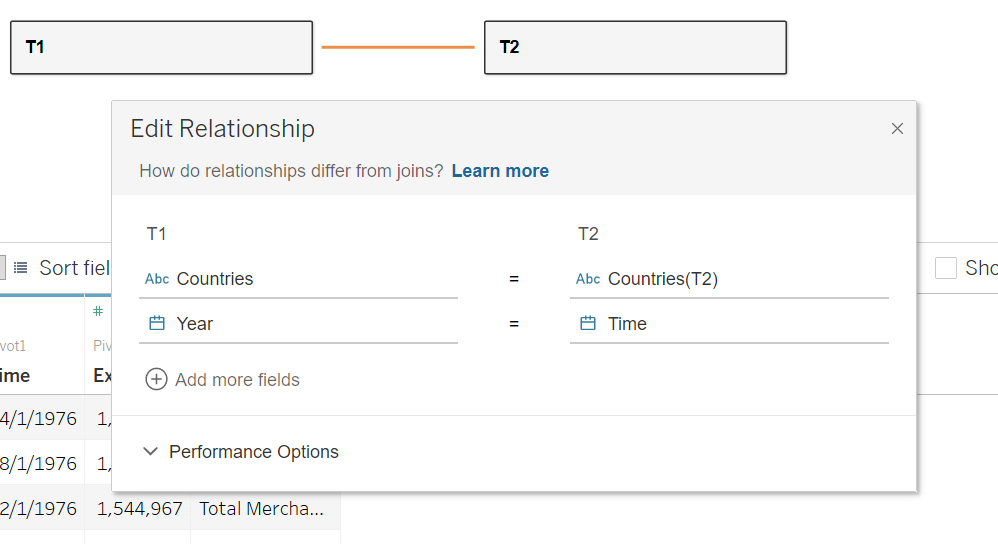 T1 T2
Edit Relationship
How do relationships differ from joins? Learn more
T1 T2
Sort fiel Sho
Abc Countries = Abc Countries(T2)
#
Year = Time
vot1 Piv
ime Ex
Add more fields
4/1/1976 1,
Performance Options
8/1/1976 1,
2/1/1976 1,544,967 Total Mercha...